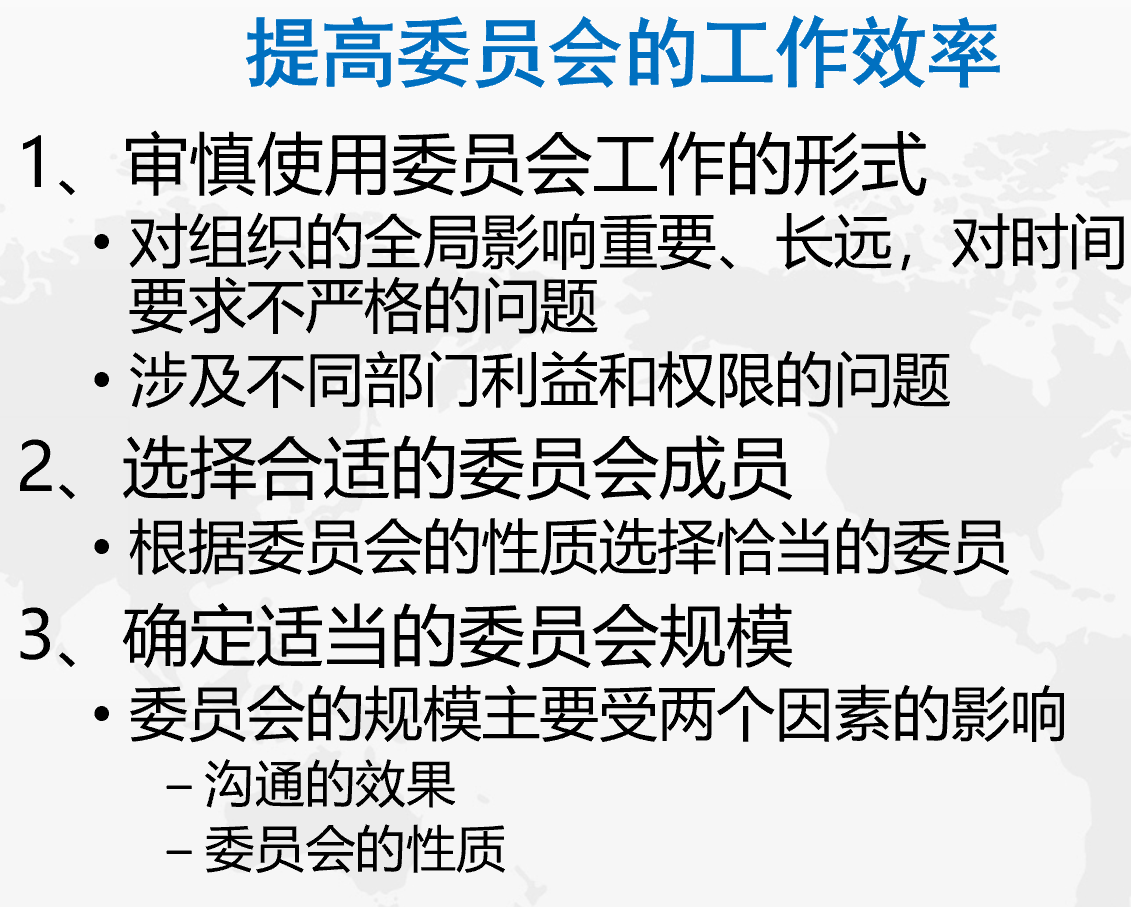 提高委员会的工作效率
1、审慎使用委员会工作的形式
• 对组织的全局影响重要、长远，对时间
要求不严格的问题
• 涉及不同部门利益和权限的问题
2、选择合适的委员会成员
• 根据委员会的性质选择恰当的委员
3、确定适当的委员会规模
• 委员会的规模主要受两个因素的影响
– 沟通的效果
– 委员会的性质